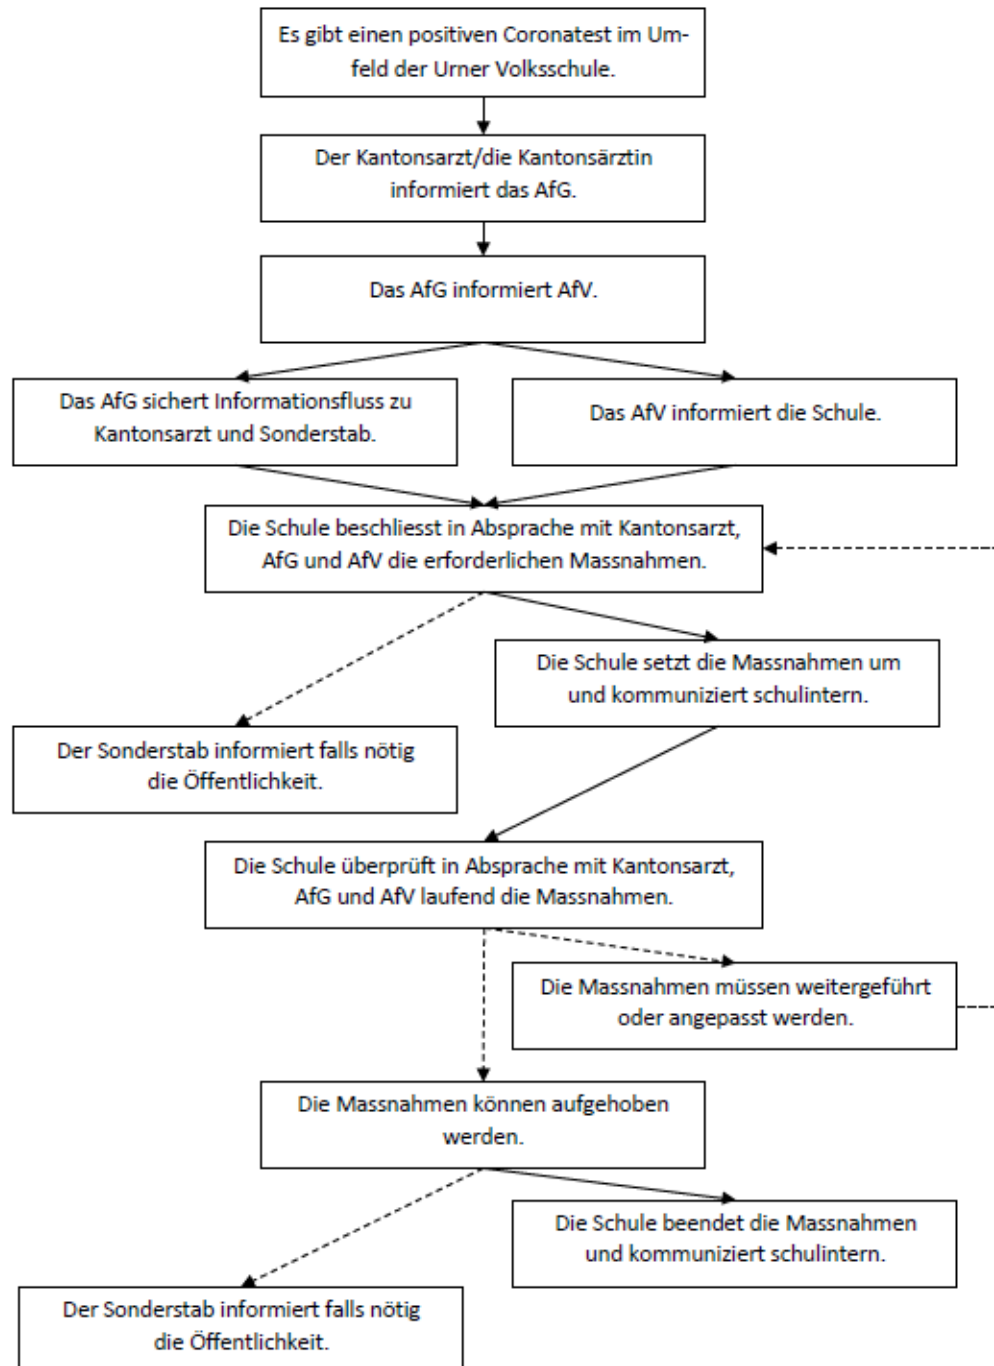 Es gibt einen positiven Coronatest im Um-
feld der Urner Volksschule.
Der Kantonsarzt/die Kantonsärztin
informiert das AfG.
Das AfG informiert AfV.
Das AfG sichert Informationsfluss zu
Kantonsarzt und Sonderstab.
Das AfV informiert die Schule.
Die Schule beschliesst in Absprache mit Kantonsarzt,
AfG und AfV die erforderlichen Massnahmen.
Die Schule setzt die Massnahmen um
und kommuniziert schulintern.
Der Sonderstab informiert falls nötig
die Öffentlichkeit.
Die Schule überprüft in Absprache mit Kantonsarzt,
AfG und AfV laufend die Massnahmen.
Die Massnahmen müssen weitergeführt
oder angepasst werden.
Die Massnahmen können aufgehoben
werden.
Die Schule beendet die Massnahmen
und kommuniziert schulintern.
Der Sonderstab informiert falls nötig
die Öffentlichkeit.